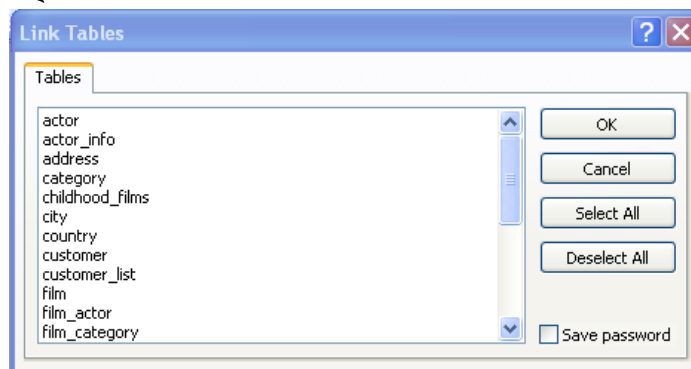 Link Tables
Tables
actor
actor_info
address
category
childhood_films
city
country
customer
customer_list
film
film_actor
film_category
OK
Cancel
Select All
Deselect All
Save password